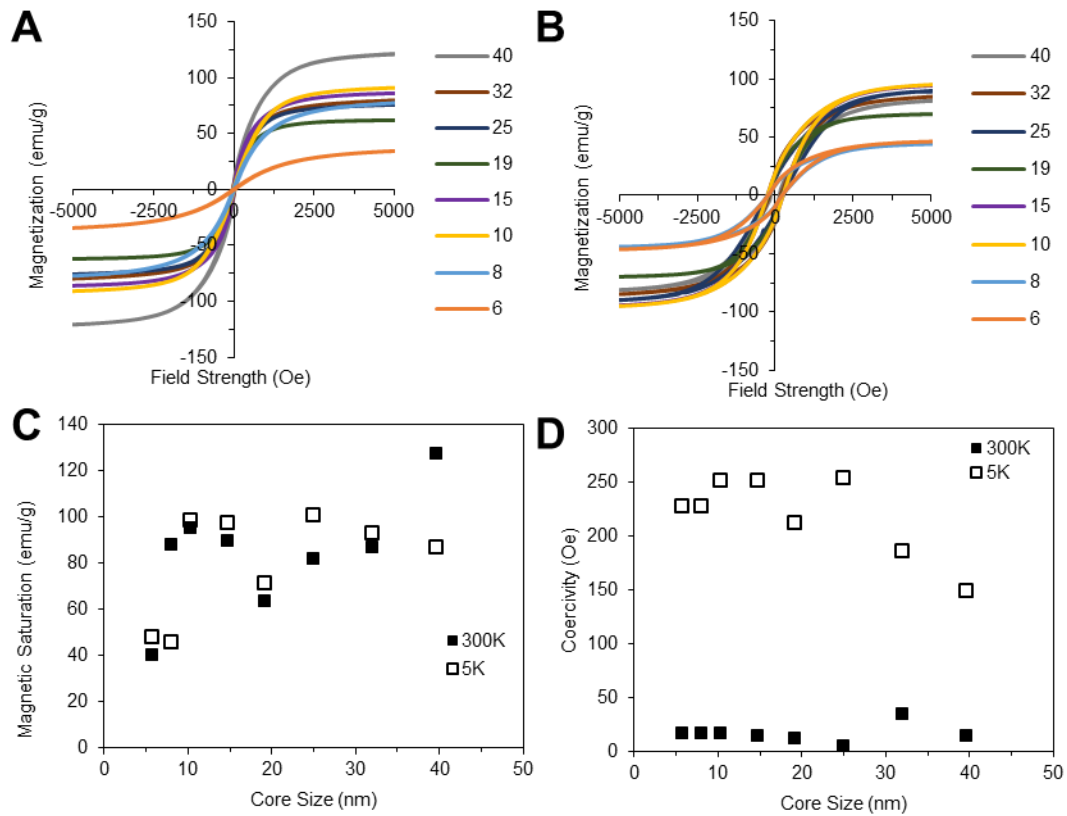 A
150
100
50
0
-50
-100
-150
-5000 -2500 0 2500 5000
Magnetization (emu/g)
Field Strength (Oe)
40
32
25
19
15
10
8
6
B
150
100
50
0
-50
-100
-150
-5000 -2500 0 2500 5000
Magnetization (emu/g)
Field Strength (Oe)
40
32
25
19
15
10
8
6
C
140
120
100
80
60
40
20
0
0 10 20 30 40 50
Magnetic Saturation (emu/g)
Core Size (nm)
300K
5K
D
300
250
200
150
100
50
0
0 10 20 30 40 50
Coercivity (Oe)
Core Size (nm)
300K
5K